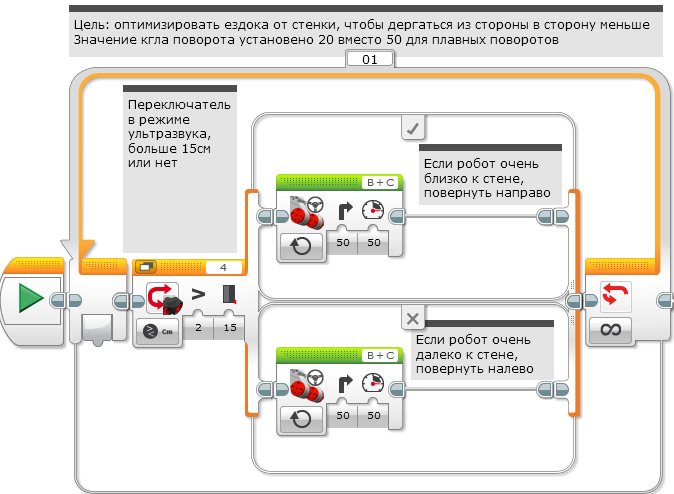 Цель: оптимизировать ездока от стенки, чтобы дергаться из стороны в сторону меньше
Значение кгла поворота установено 20 вместо 50 для плавных поворотов
01
Переключатель
в режиме
ультразвука,
больше 15см
или нет
Если робот очень
близко к стене,
повернуть направо
B + C
50 50
4
>
Cm
2 15
Если робот очень
далеко к стене,
повернуть налево
B + C
50 50